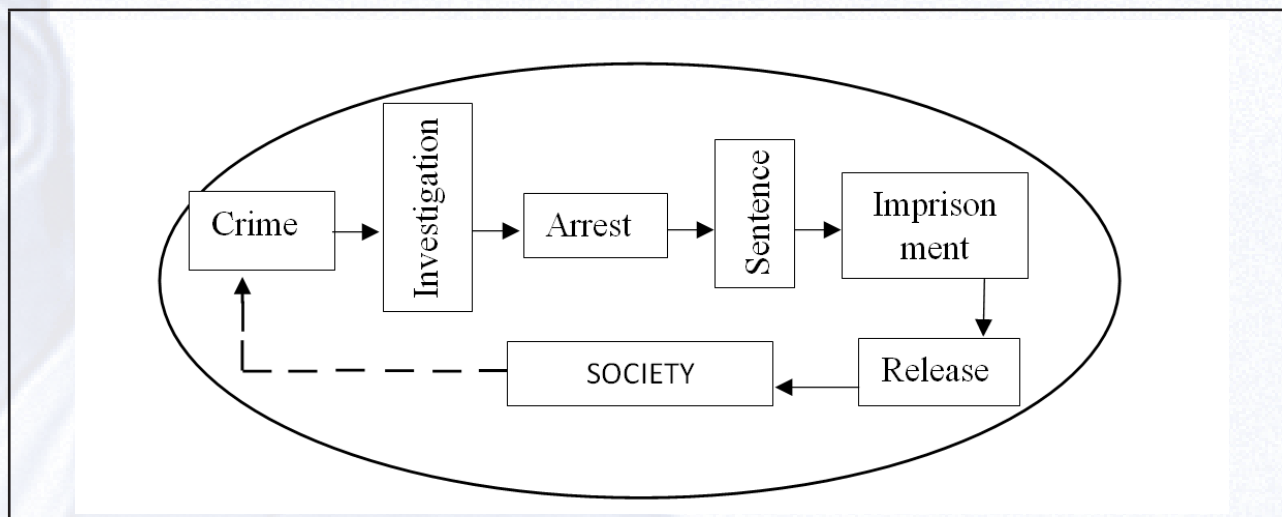 Crime
Investigation
Arrest
Sentence
Imprison
ment
Release
SOCIETY